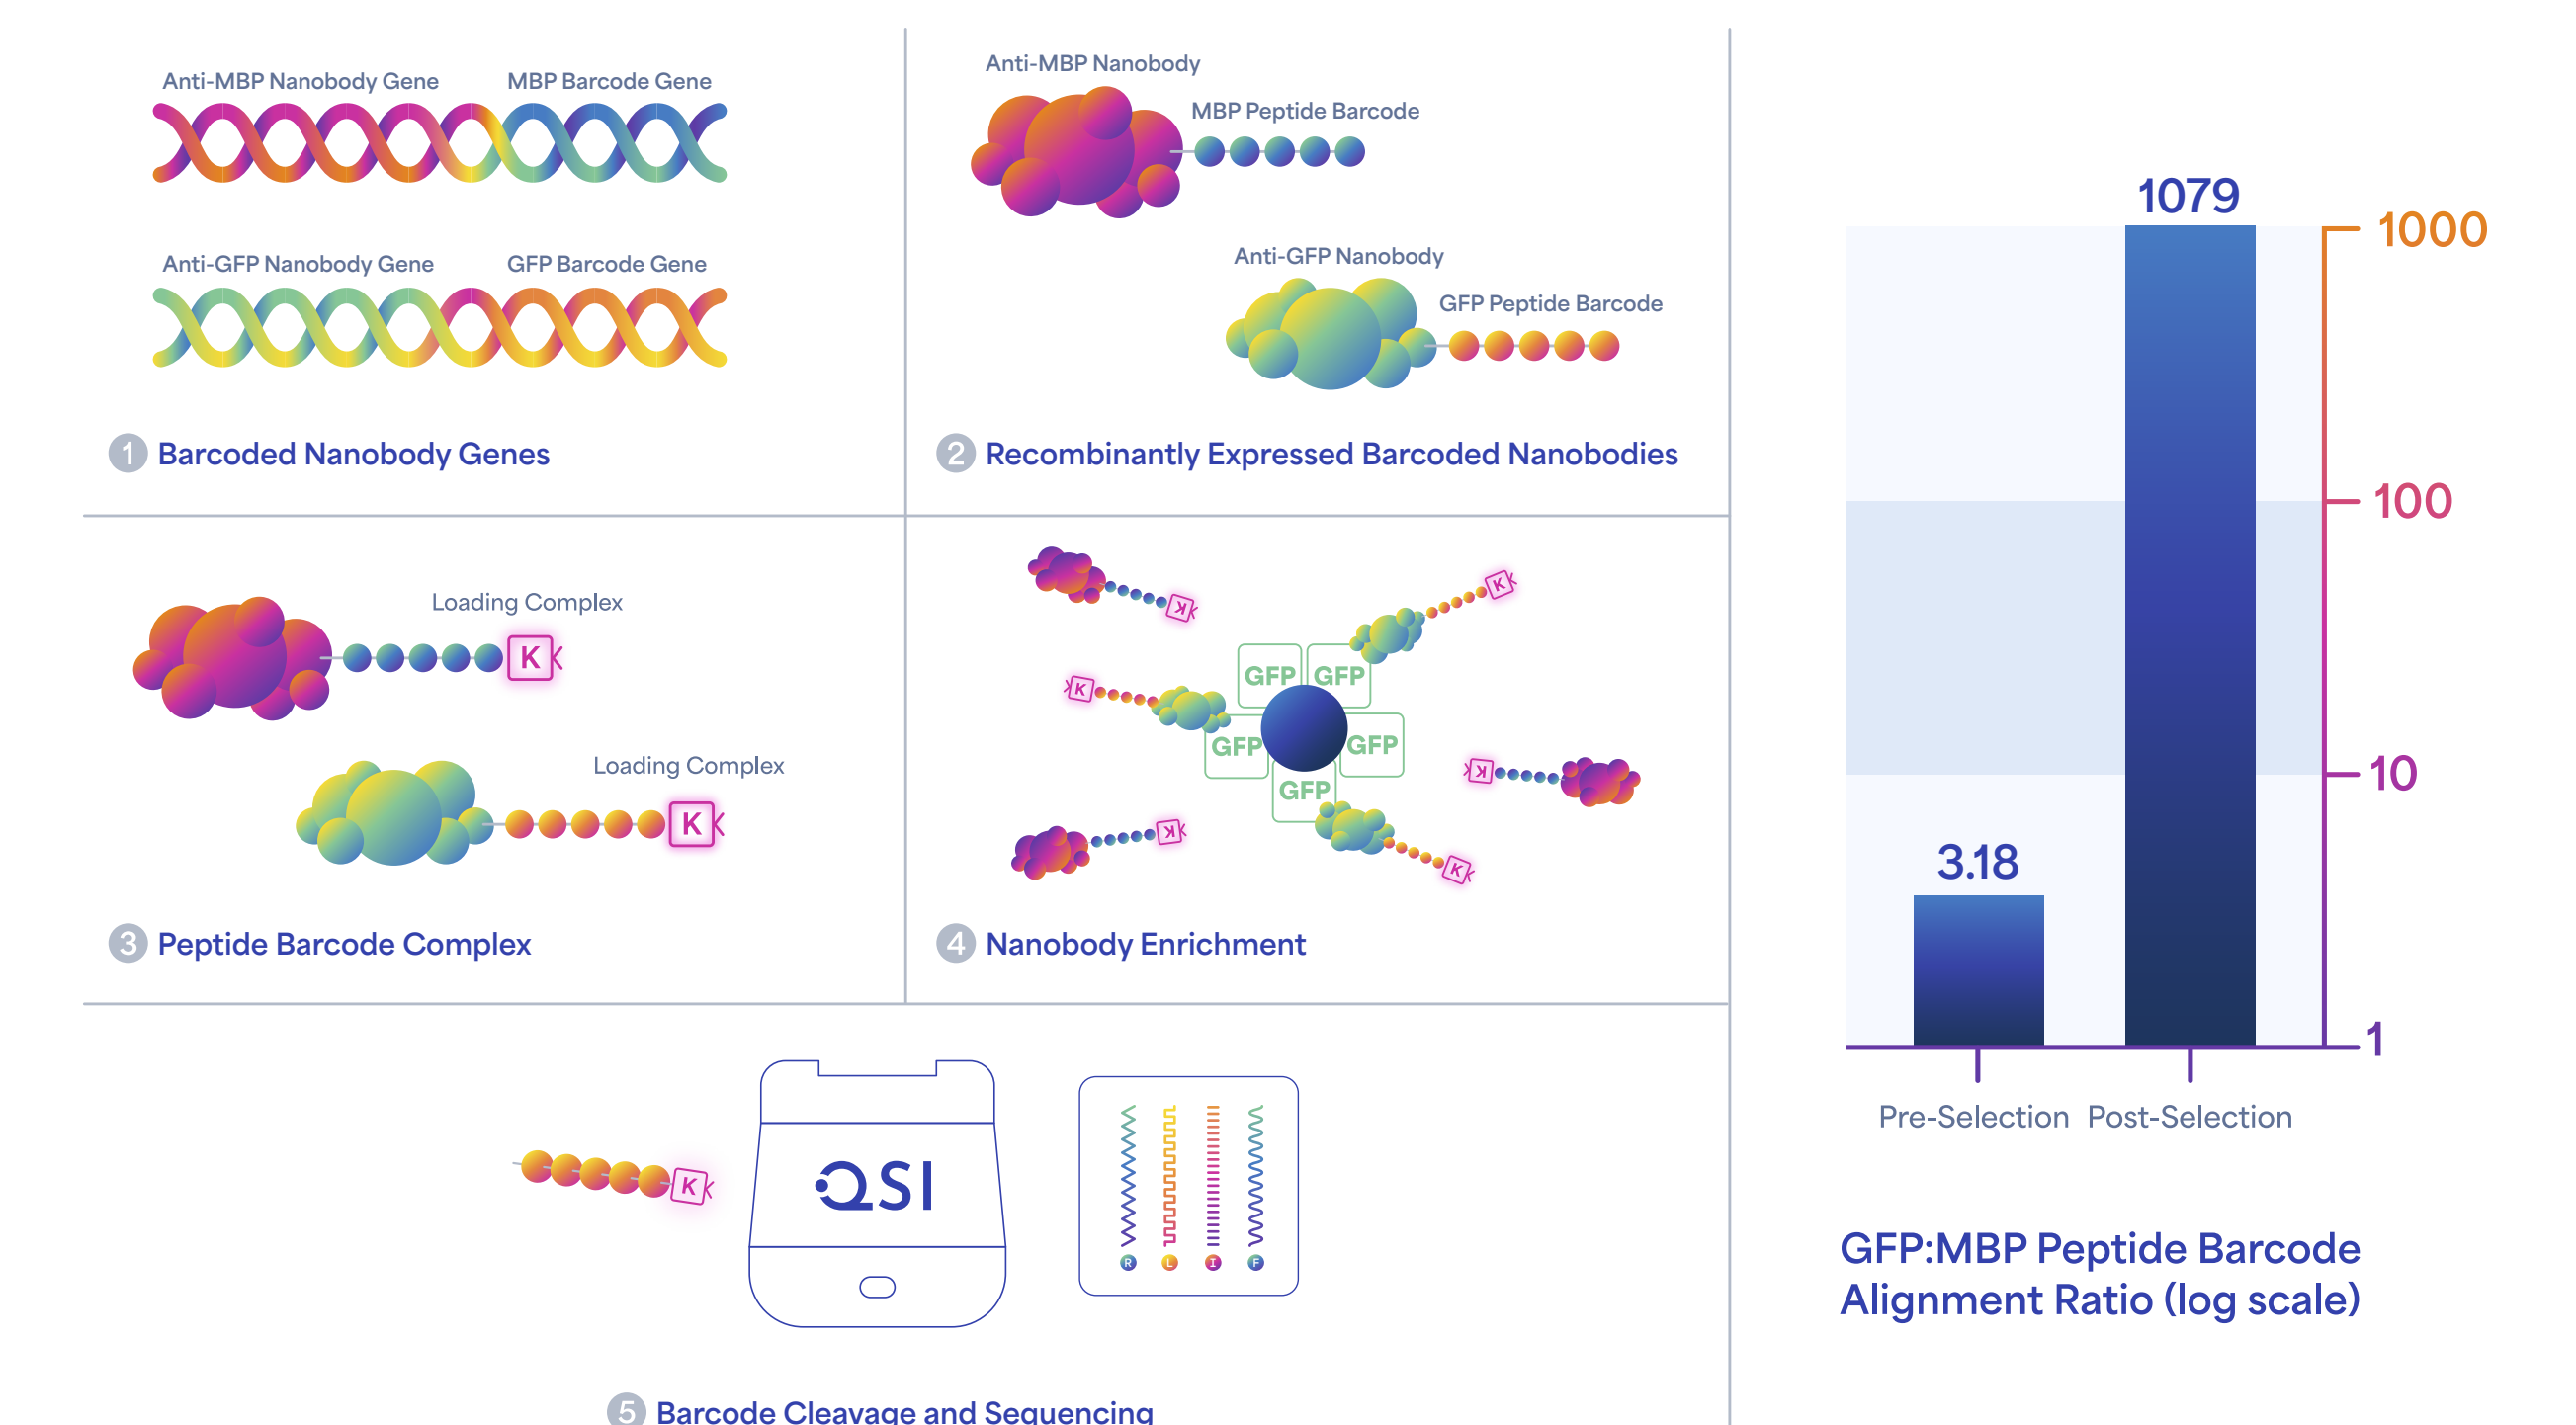 Anti-MBP Nanobody Gene
MBP Barcode Gene
Anti-GFP Nanobody Gene
GFP Barcode Gene
1 Barcoded Nanobody Genes
Anti-MBP Nanobody
MBP Peptide Barcode
Anti-GFP Nanobody
GFP Peptide Barcode
2 Recombinantly Expressed Barcoded Nanobodies
Loading Complex
K
Loading Complex
K
3 Peptide Barcode Complex
K
K
K
GFP
GFP
GFP
GFP
GFP
K
K
K
4 Nanobody Enrichment
K
QSI
R
L
I
F
5 Barcode Cleavage and Sequencing
1079
3.18
1000
100
10
1
Pre-Selection
Post-Selection
GFP:MBP Peptide Barcode
Alignment Ratio (log scale)